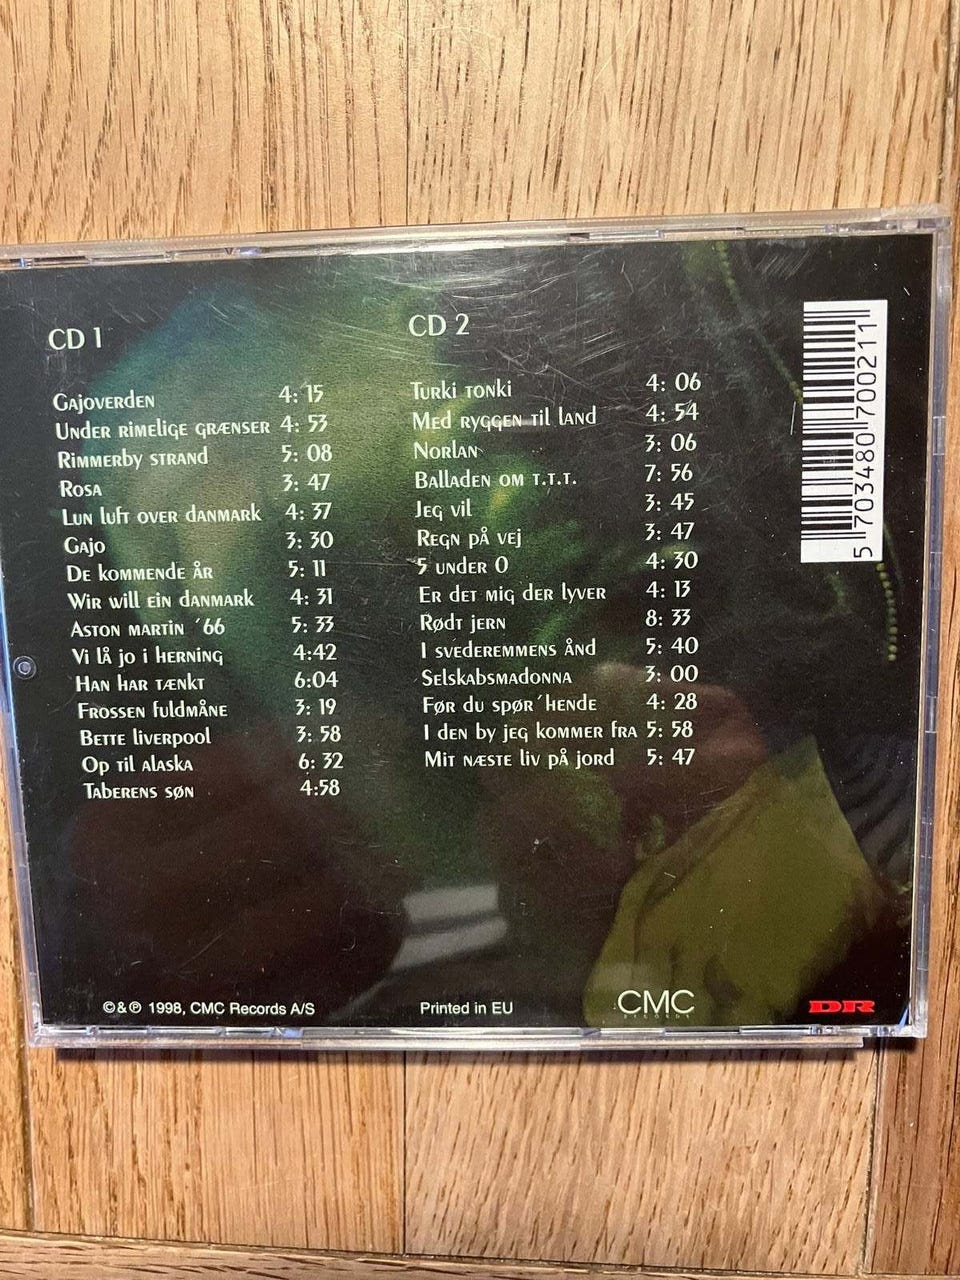 CD 1
Gajoverden 4: 15
Under rimelige grænser 4: 53
Rimmerby strand 5: 08
Rosa 3: 47
Lun luft over danmark 4: 37
Gajo 3: 30
De kommende år 5: 11
Wir will ein danmark 4: 31
Aston martin ´66 5: 33
Vi lå jo i herning 4:42
Han har tænkt 6:04
Frossen fuldmåne 3: 19
Bette liverpool 3: 58
Op til alaska 6: 32
Taberens søn 4:58
CD 2
Turki tonki 4: 06
Med ryggen til land 4: 54
Norlan 3: 06
Balladen om t.t.t. 7: 56
Jeg vil 3: 45
Regn på vej 3: 47
5 under 0 4: 30
Er det mig der lyver 4: 13
Rødt jern 8: 33
I svederemmens ånd 5: 40
Selskabsmadonna 3: 00
Før du spør´hende 4: 28
I den by jeg kommer fra 5: 58
Mit næste liv på jord 5: 47
5 703480 700211
©&℗ 1998, CMC Records A/S
Printed in EU
CMC
RECORDS
DR